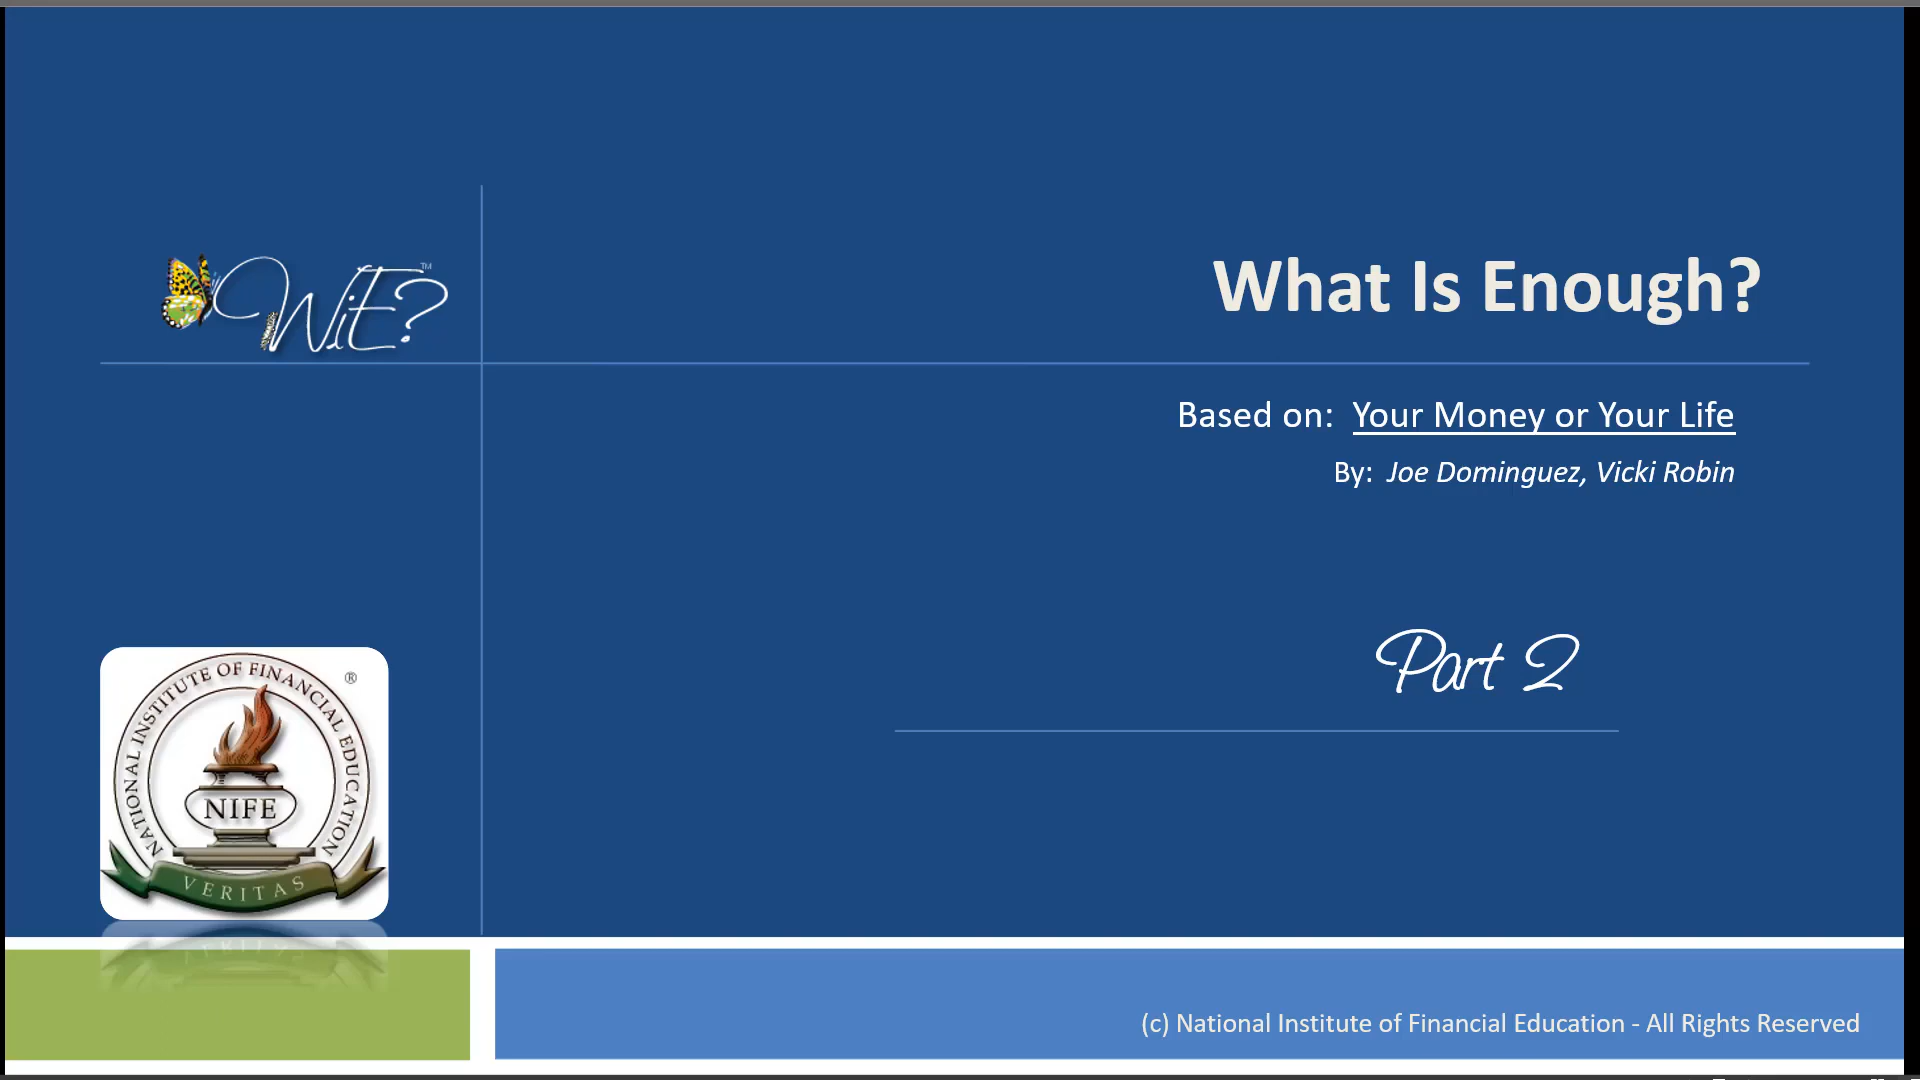 WitE?™
What Is Enough?
Based on: Your Money or Your Life
By: Joe Dominguez, Vicki Robin
Part 2
NATIONAL INSTITUTE OF FINANCIAL EDUCATION ®
NIFE
VERITAS
(c) National Institute of Financial Education - All Rights Reserved